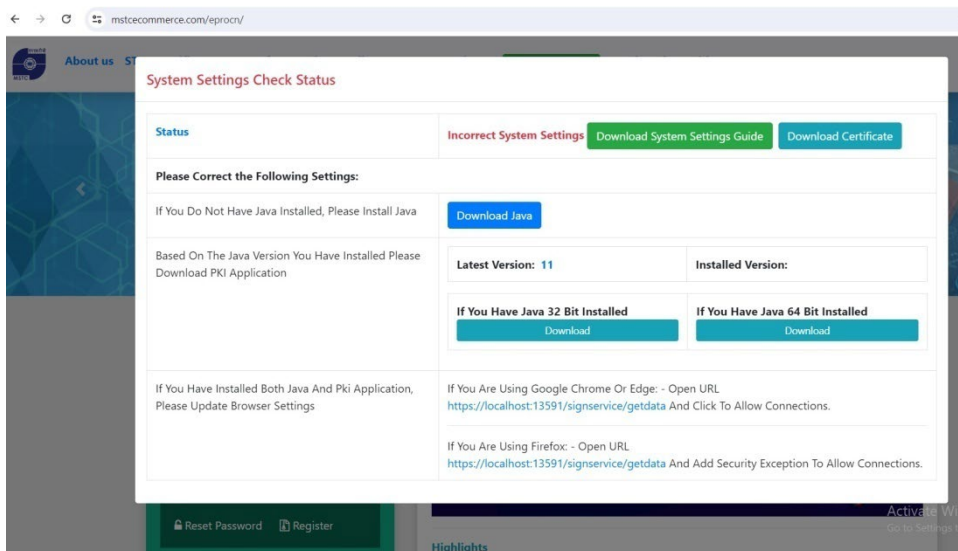 mstcecommerce.com/eprocn/
MSTC
About us
System Settings Check Status
Status
Incorrect System Settings
Download System Settings Guide
Download Certificate
Please Correct the Following Settings:
If You Do Not Have Java Installed, Please Install Java
Download Java
Based On The Java Version You Have Installed Please
Download PKI Application
Latest Version: 11
Installed Version:
If You Have Java 32 Bit Installed
Download
If You Have Java 64 Bit Installed
Download
If You Have Installed Both Java And Pki Application,
Please Update Browser Settings
If You Are Using Google Chrome Or Edge: - Open URL
https://localhost:13591/signservice/getdata And Click To Allow Connections.
If You Are Using Firefox: - Open URL
https://localhost:13591/signservice/getdata And Add Security Exception To Allow Connections.
Reset Password
Register
Activate Wi
Go to Settings t
Highlights